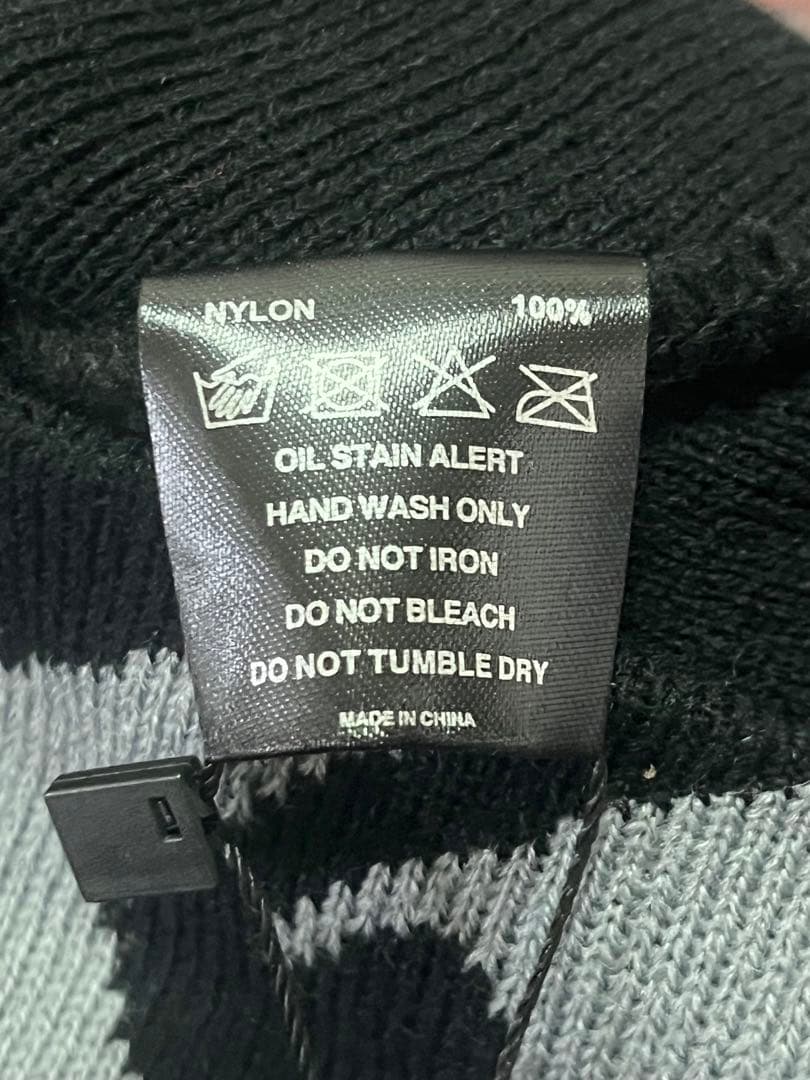 NYLON 100%
OIL STAIN ALERT
HAND WASH ONLY
DO NOT IRON
DO NOT BLEACH
DO NOT TUMBLE DRY
MADE IN CHINA